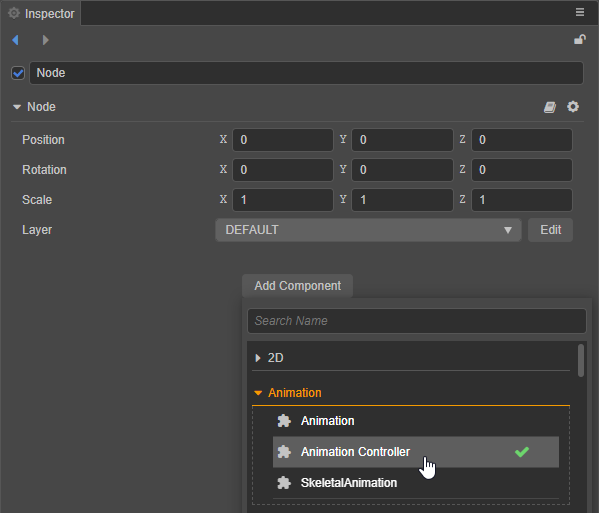 Inspector
Node
Node
Position X 0 Y 0 Z 0
Rotation X 0 Y 0 Z 0
Scale X 1 Y 1 Z 1
Layer DEFAULT Edit
Add Component
Search Name
2D
Animation
Animation
Animation Controller
SkeletalAnimation